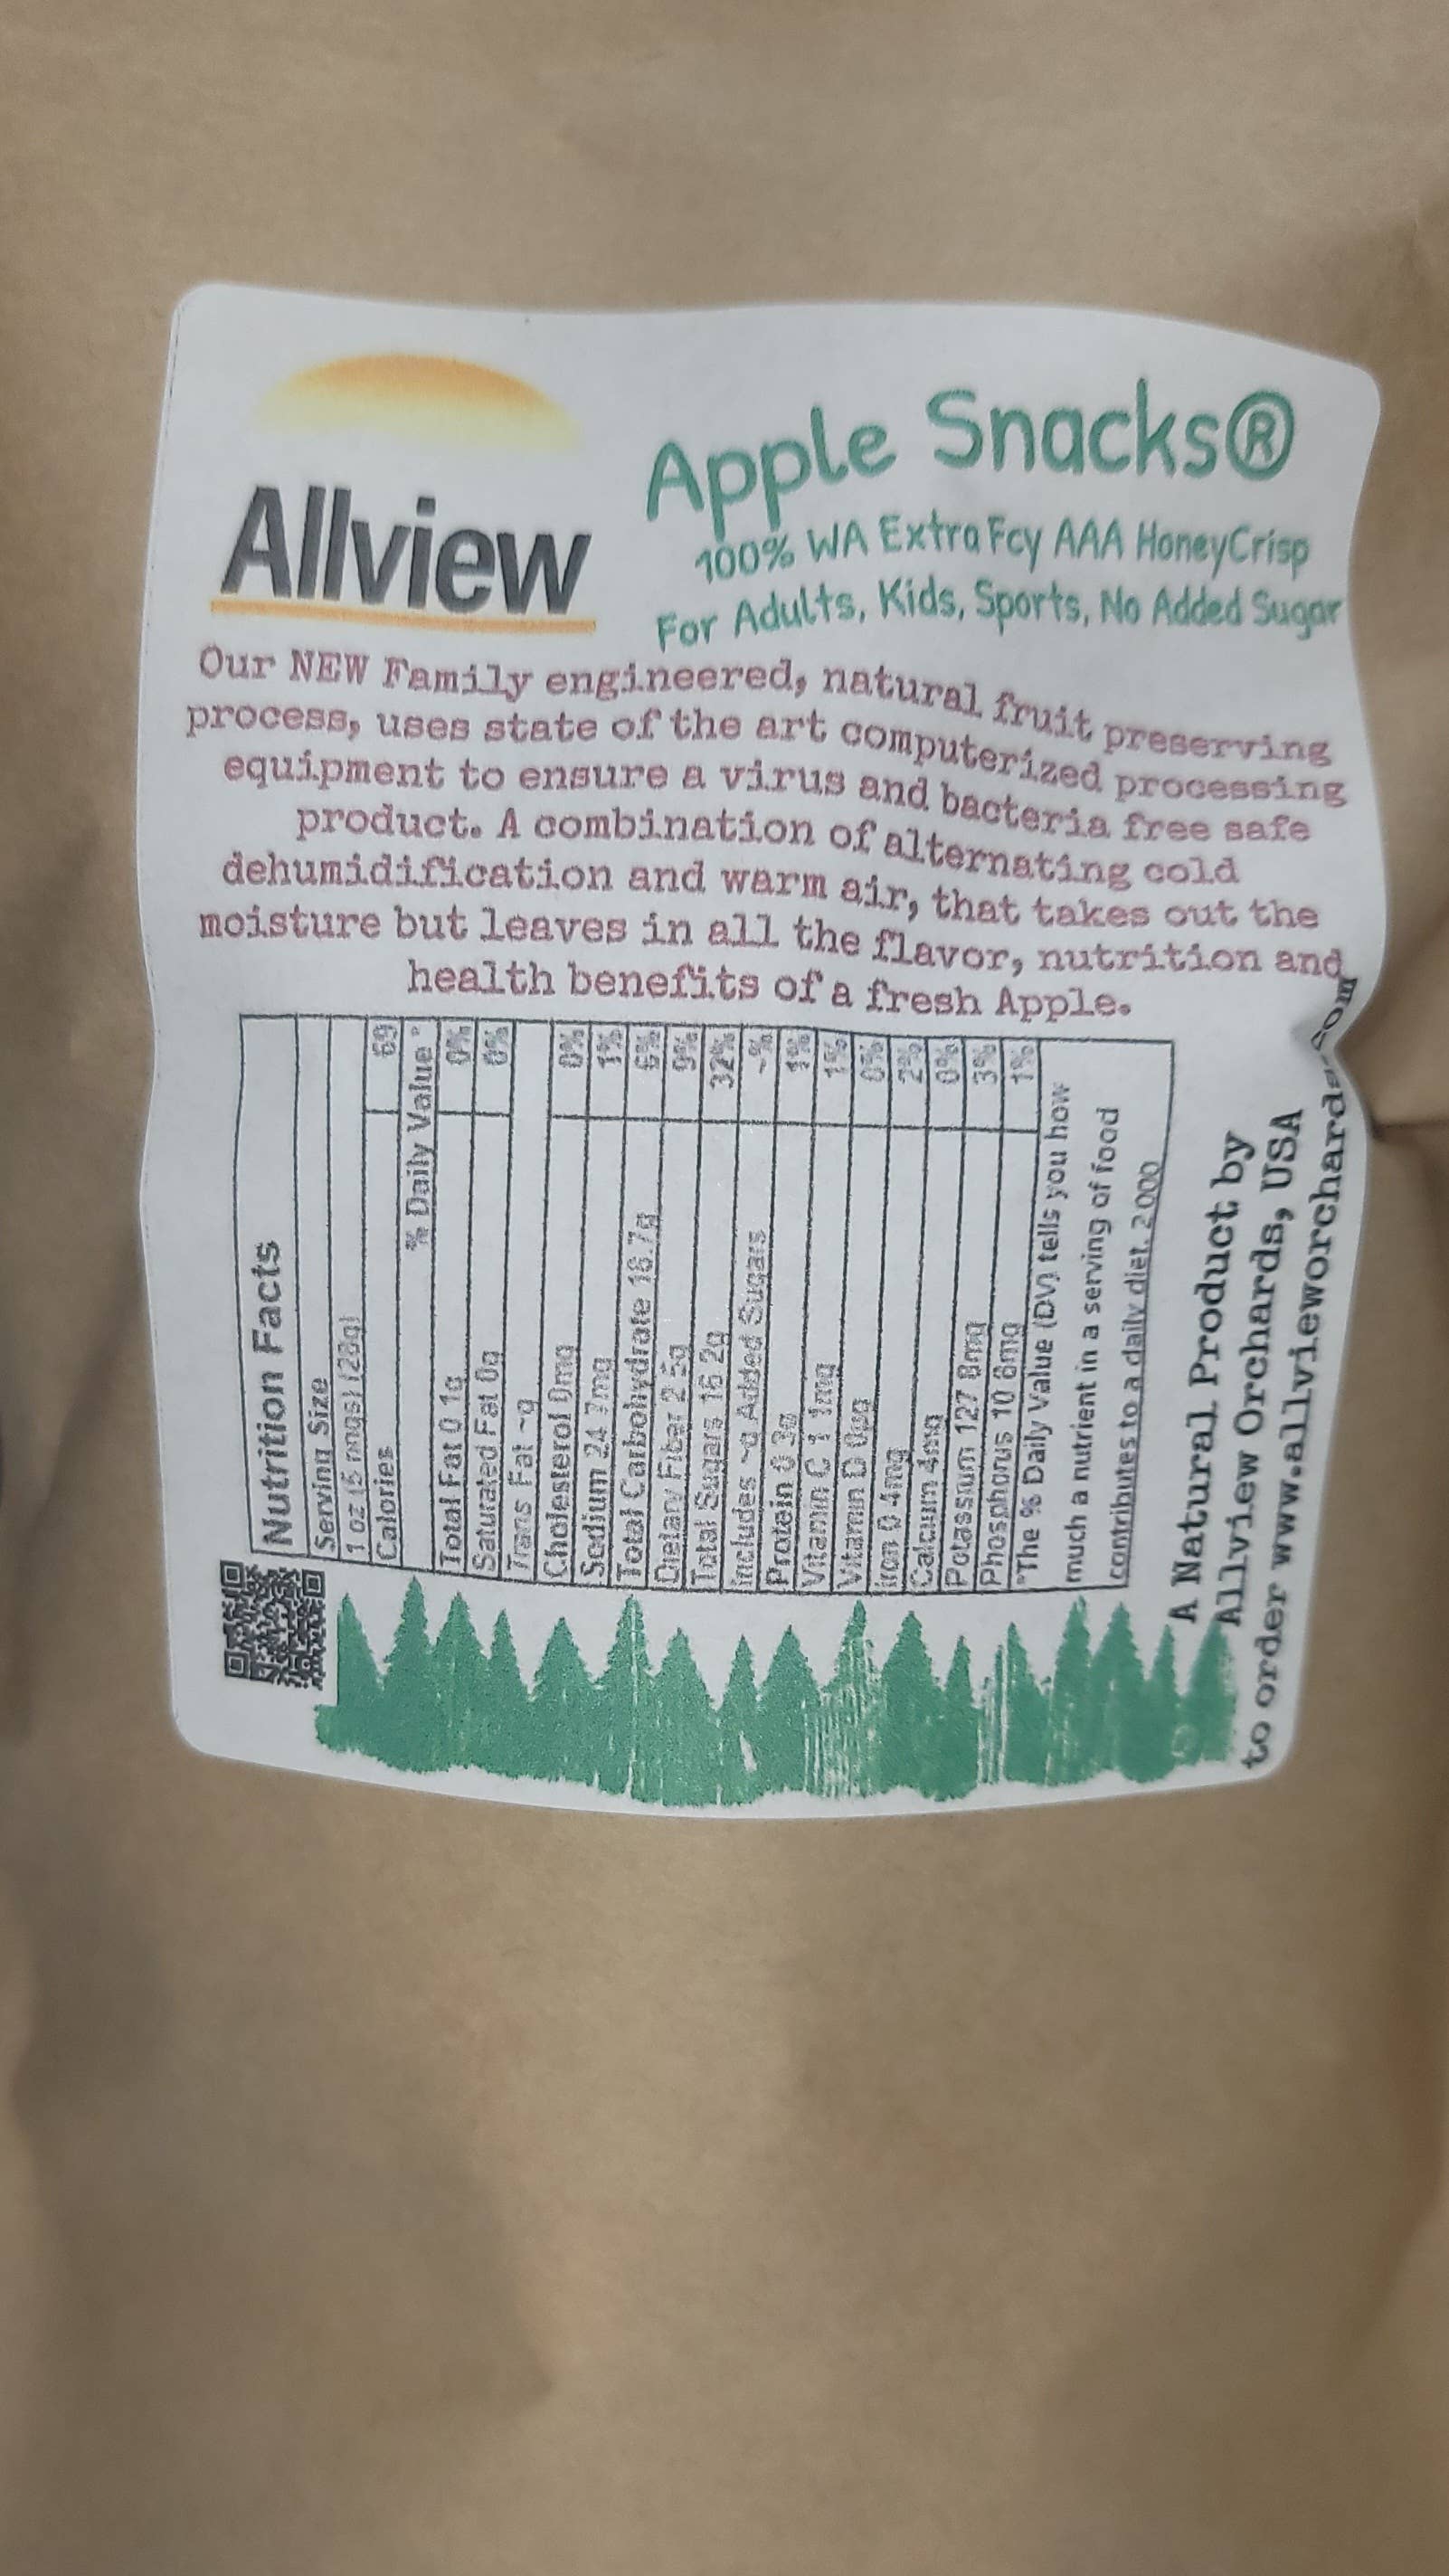 Allview
Apple Snacks®
100% WA Extra Fcy AAA HoneyCrisp
For Adults, Kids, Sports, No Added Sugar
Our NEW Family engineered, natural fruit preserving
process, uses state of the art computerized processing
equipment to ensure a virus and bacteria free safe
product. A combination of alternating cold
dehumidification and warm air, that takes out the
moisture but leaves in all the flavor, nutrition and
health benefits of a fresh Apple.
Nutrition Facts
Serving Size
1 oz (5 rings) (28g)
Calories 69
% Daily Value *
Total Fat 0.1g 0%
Saturated Fat 0g 0%
Trans Fat ~g
Cholesterol 0mg 0%
Sodium 24.7mg 1%
Total Carbohydrate 16.7g 6%
Dietary Fiber 2.5g 9%
Total Sugars 16.2g 32%
Includes ~g Added Sugars ~%
Protein 0.3g 1%
Vitamin C 1.1mg 1%
Vitamin D 0µg 0%
Iron 0.4mg 2%
Calcium 4mg 0%
Potassium 127.8mg 3%
Phosphorus 10.6mg 1%
*The % Daily Value (DV) tells you how
much a nutrient in a serving of food
contributes to a daily diet. 2,000
A Natural Product by
Allview Orchards, USA
to order www.allvieworchards.com